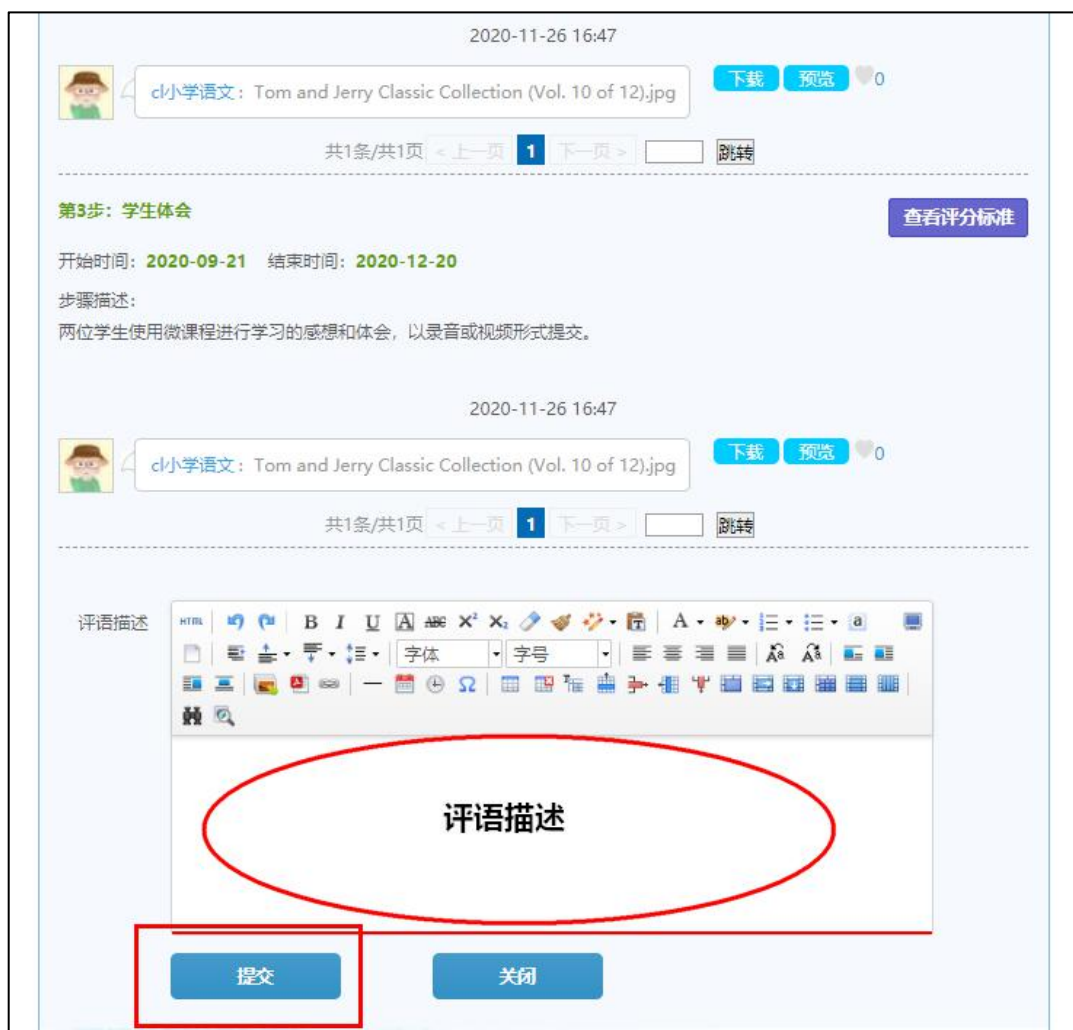 2020-11-26 16:47
cl小学语文：Tom and Jerry Classic Collection (Vol. 10 of 12).jpg 下载 预览 0
共1条/共1页 < 上一页 1 下一页 > 跳转
第3步：学生体会 查看评分标准
开始时间：2020-09-21 结束时间：2020-12-20
步骤描述：
两位学生使用微课程进行学习的感想和体会，以录音或视频形式提交。
2020-11-26 16:47
cl小学语文：Tom and Jerry Classic Collection (Vol. 10 of 12).jpg 下载 预览 0
共1条/共1页 < 上一页 1 下一页 > 跳转
评语描述 HTML B I U A ABC X² X₂ A ab a
字体 字号
Ω
评语描述
提交 关闭